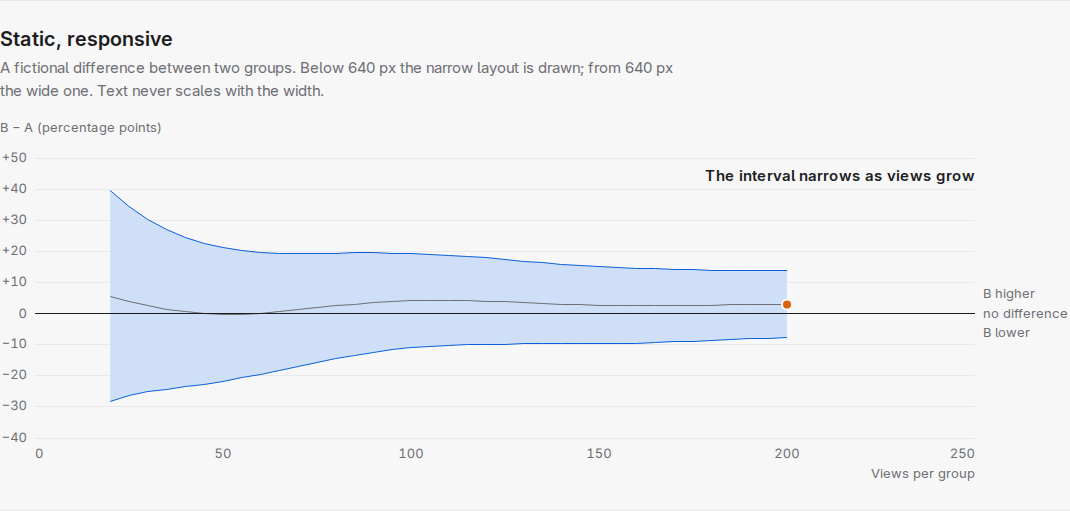 Static, responsive
A fictional difference between two groups. Below 640 px the narrow layout is drawn; from 640 px
the wide one. Text never scales with the width.
B − A (percentage points)
+50
The interval narrows as views grow
+40
+30
+20
+10
B higher
0
no difference
B lower
−10
−20
−30
−40
0 50 100 150 200 250
Views per group